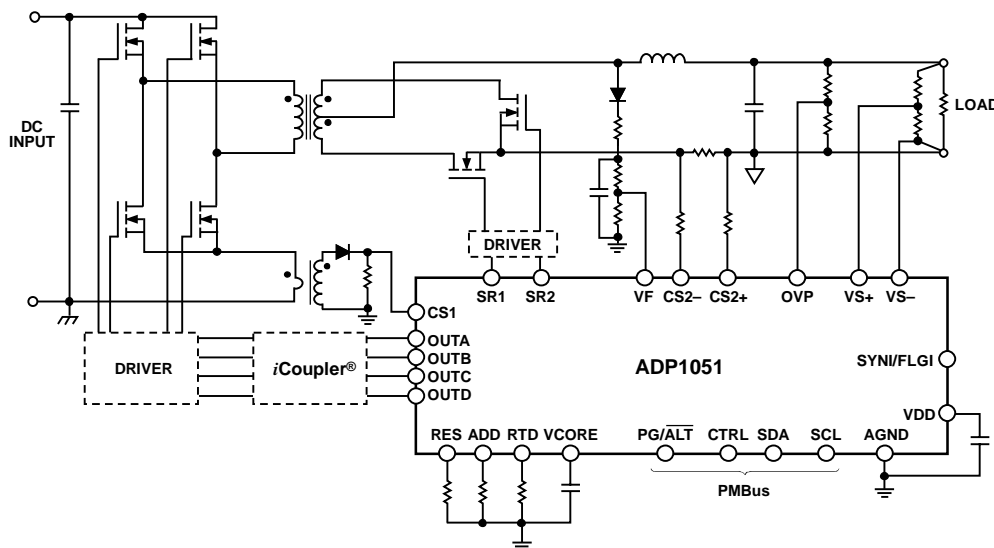 DC
INPUT
LOAD
DRIVER
SR1 SR2 VF CS2– CS2+ OVP VS+ VS–
CS1
OUTA
OUTB
OUTC
OUTD
DRIVER
iCoupler®
ADP1051
SYNI/FLGI
VDD
RES ADD RTD VCORE PG/ALT CTRL SDA SCL AGND
PMBus